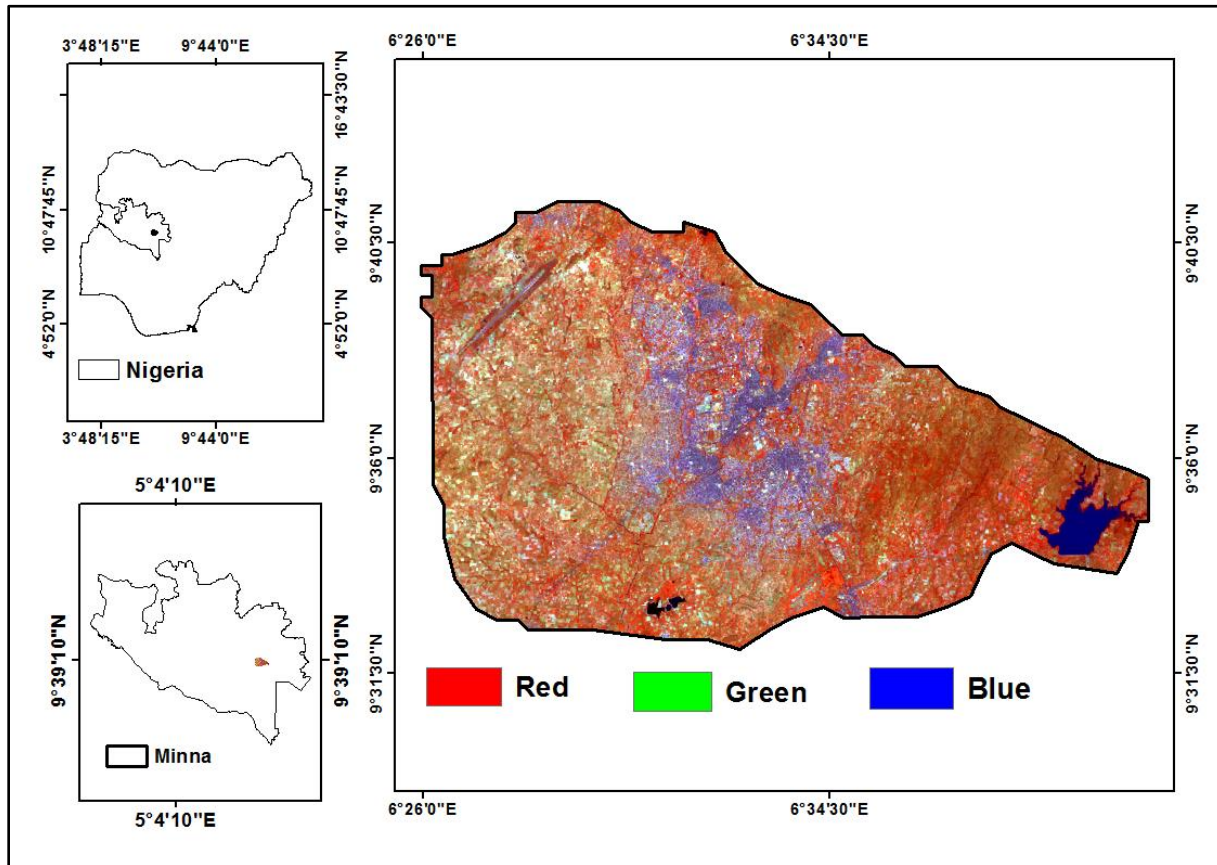 3°48'15"E 9°44'0"E
16°43'30"N
10°47'45"N 10°47'45"N
4°52'0"N 4°52'0"N
Nigeria
3°48'15"E 9°44'0"E
5°4'10"E
9°39'10"N 9°39'10"N
Minna
5°4'10"E
6°26'0"E 6°34'30"E
9°40'30"N 9°40'30"N
9°36'0"N 9°36'0"N
9°31'30"N 9°31'30"N
Red Green Blue
6°26'0"E 6°34'30"E